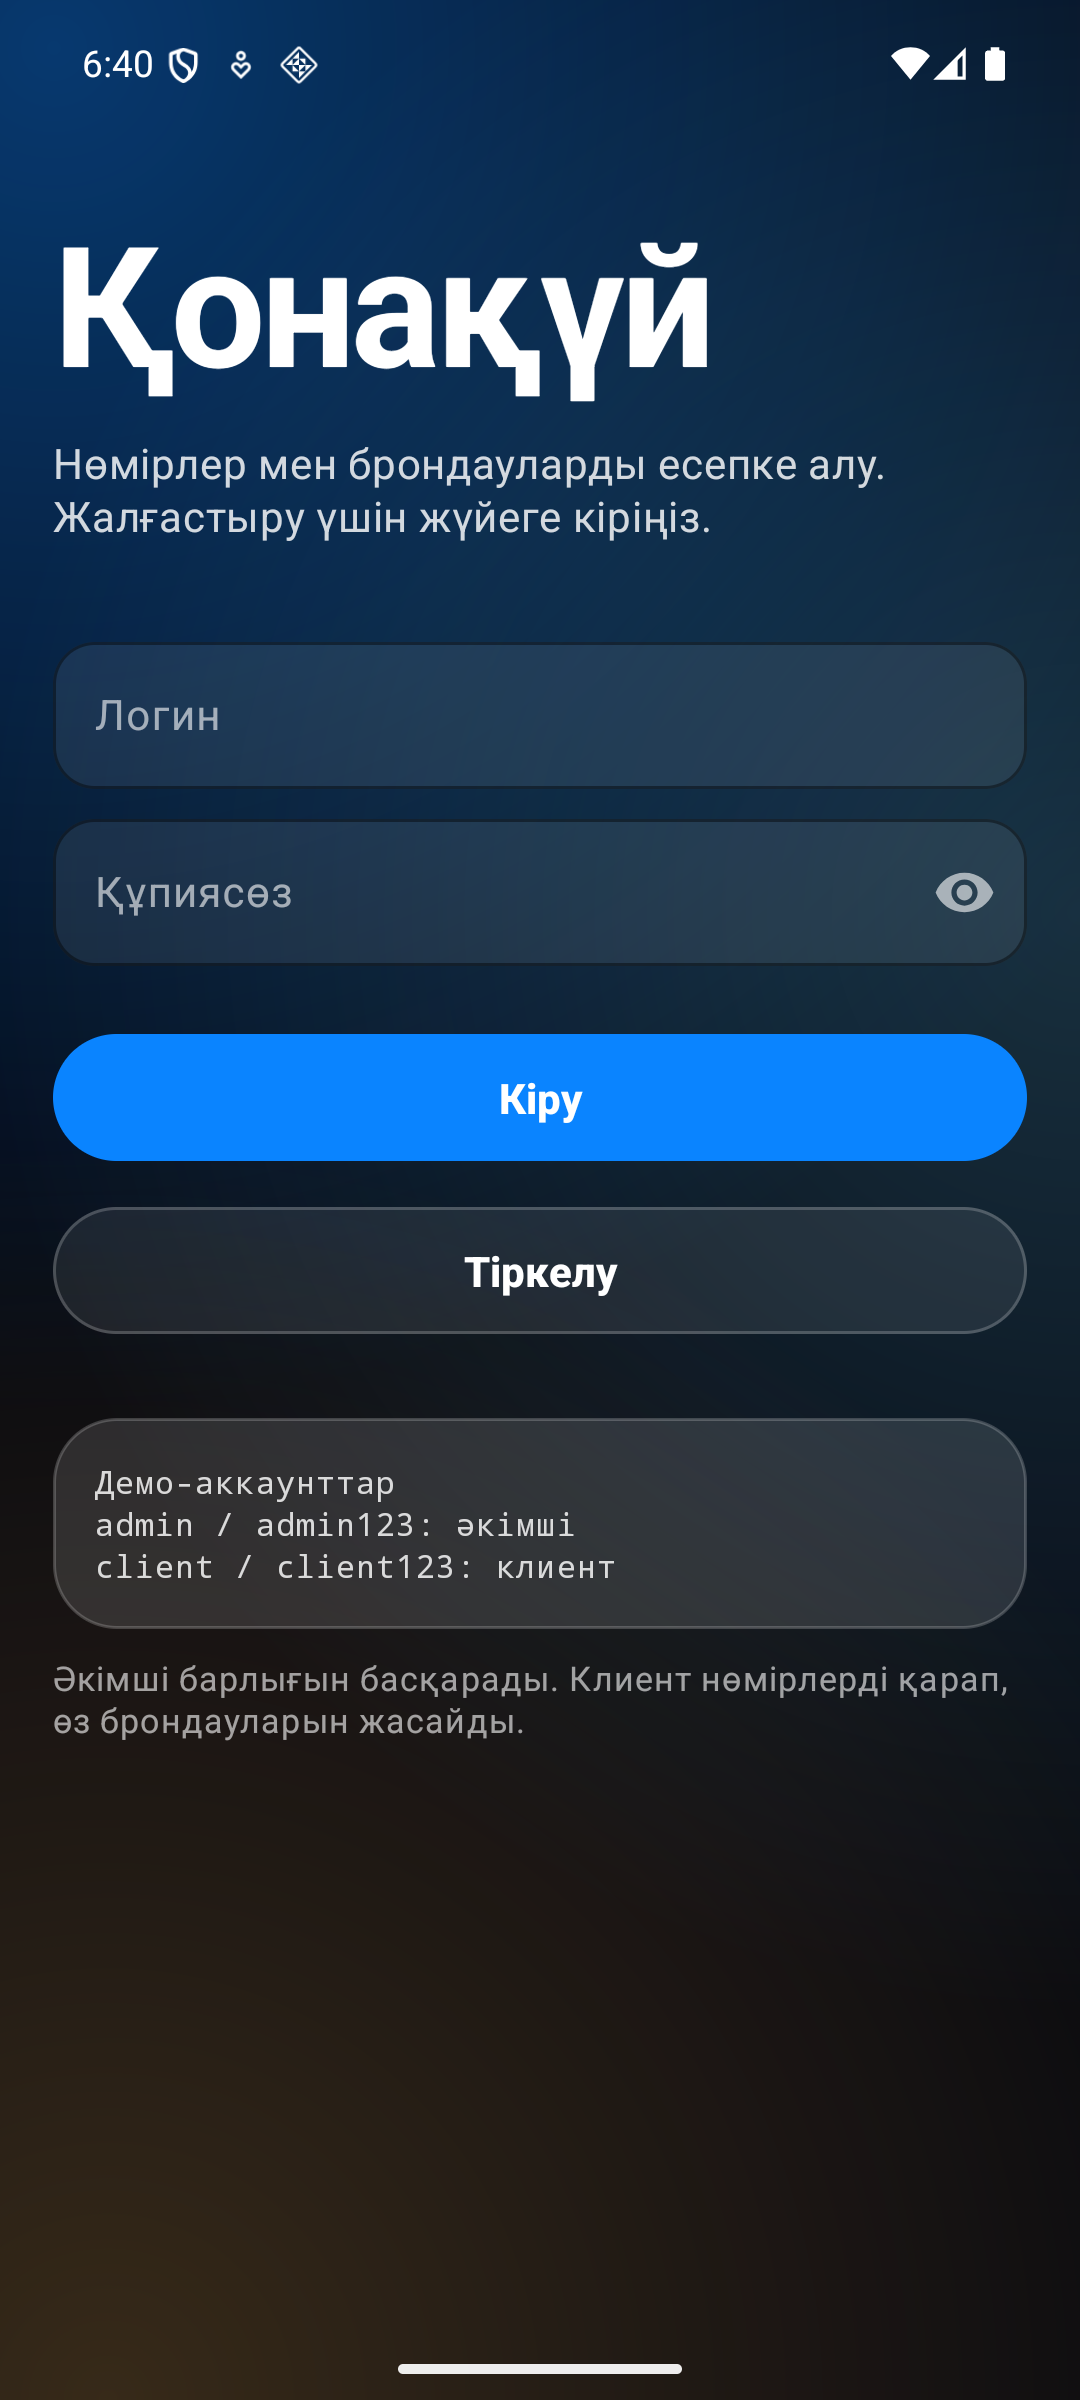 6:40
Қонақүй
Нөмірлер мен брондауларды есепке алу.
Жалғастыру үшін жүйеге кіріңіз.
Логин
Құпиясөз
Кіру
Тіркелу
Демо-аккаунттар
admin / admin123: әкімші
client / client123: клиент
Әкімші барлығын басқарады. Клиент нөмірлерді қарап,
өз брондауларын жасайды.